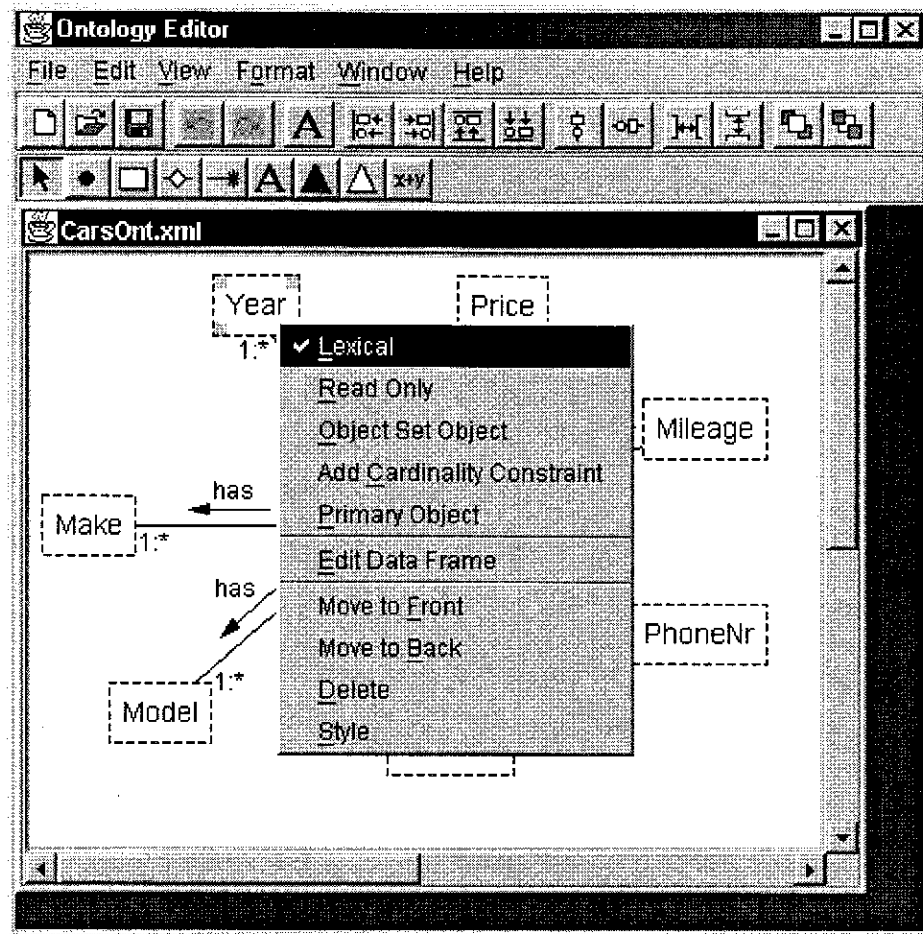 Ontology Editor
File Edit View Format Window Help
A
A x+y
CarsOnt.xml
Year
Price
1:*
Lexical
Read Only
Object Set Object
Mileage
Add Cardinality Constraint
has
Primary Object
Make
1:*
Edit Data Frame
has
Move to Front
PhoneNr
Move to Back
1:*
Delete
Model
Style